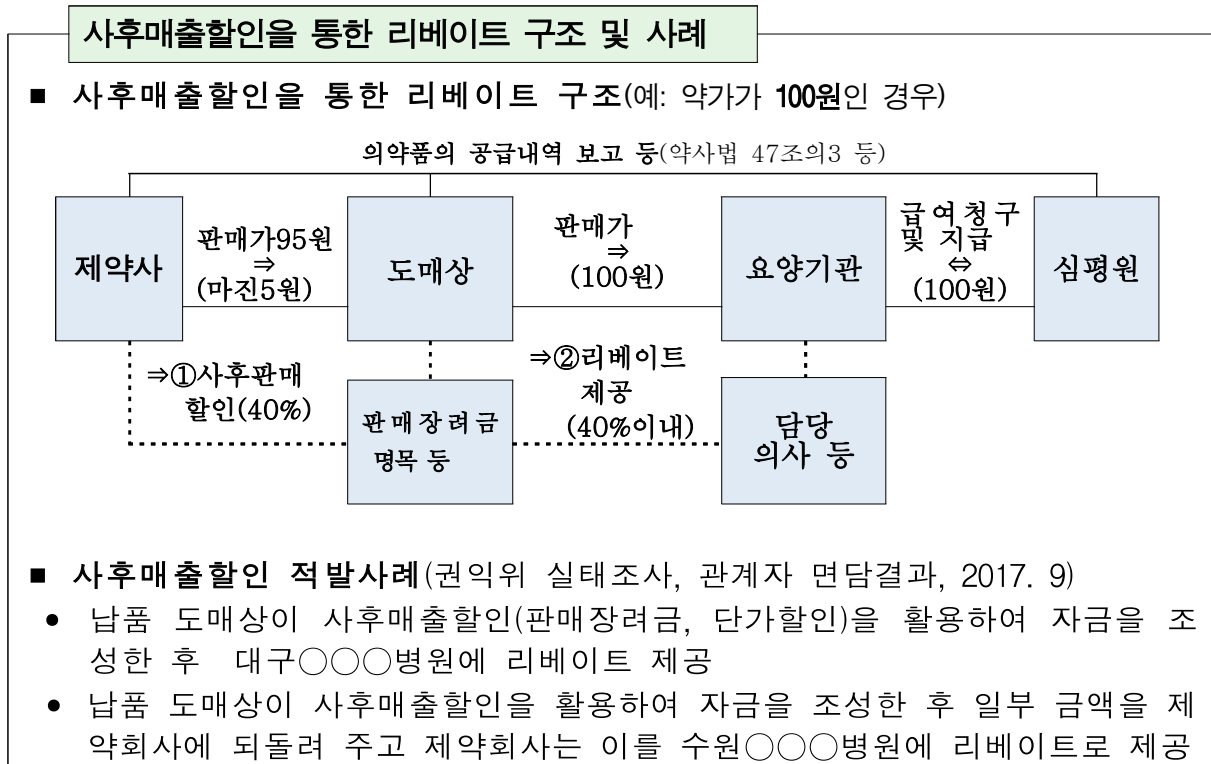 사후매출할인을 통한 리베이트 구조 및 사례
■ 사후매출할인을 통한 리베이트 구조(예: 약가가 100원인 경우)
의약품의 공급내역 보고 등(약사법 47조의3 등)
제약사
판매가95원
⇒
(마진5원)
도매상
판매가
⇒
(100원)
요양기관
급여청구
및 지급
⇔
(100원)
심평원
⇒①사후판매
할인(40%)
판매장려금
명목 등
⇒②리베이트
제공
(40%이내)
담당
의사 등
■ 사후매출할인 적발사례(권익위 실태조사, 관계자 면담결과, 2017. 9)
● 납품 도매상이 사후매출할인(판매장려금, 단가할인)을 활용하여 자금을 조
성한 후 대구○○○병원에 리베이트 제공
● 납품 도매상이 사후매출할인을 활용하여 자금을 조성한 후 일부 금액을 제
약회사에 되돌려 주고 제약회사는 이를 수원○○○병원에 리베이트로 제공